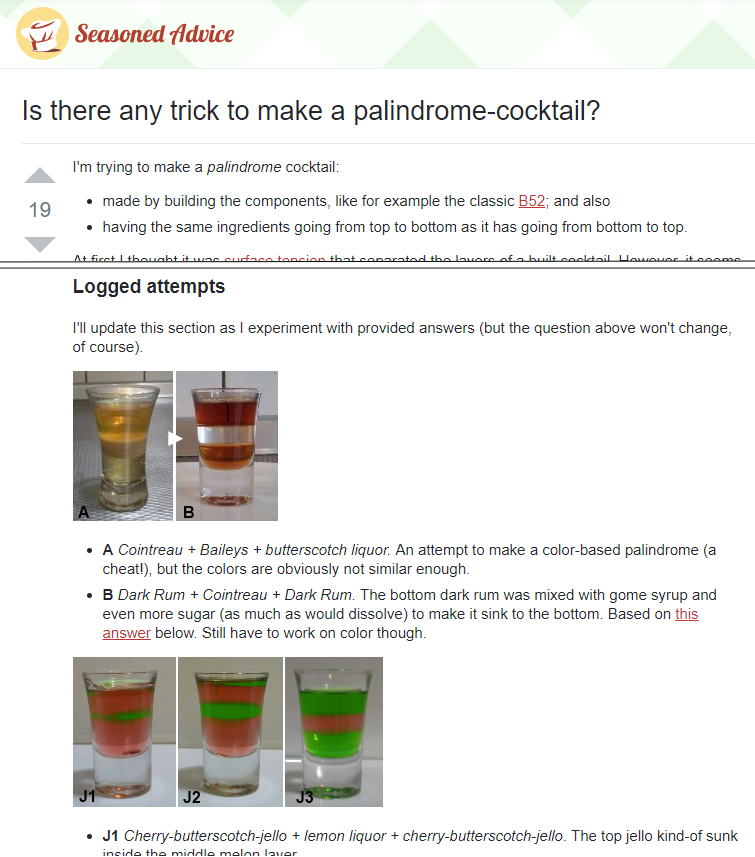 Seasoned Advice
Is there any trick to make a palindrome-cocktail?
I'm trying to make a palindrome cocktail:
19
• made by building the components, like for example the classic B52; and also
• having the same ingredients going from top to bottom as it has going from bottom to top.
At first I thought it was surface tension that separated the layers of a built cocktail. However, it seems
Logged attempts
I'll update this section as I experiment with provided answers (but the question above won't change,
of course).
A B
• A Cointreau + Baileys + butterscotch liquor. An attempt to make a color-based palindrome (a
cheat!), but the colors are obviously not similar enough.
• B Dark Rum + Cointreau + Dark Rum. The bottom dark rum was mixed with gome syrup and
even more sugar (as much as would dissolve) to make it sink to the bottom. Based on this
answer below. Still have to work on color though.
J1 J2 J3
• J1 Cherry-butterscotch-jello + lemon liquor + cherry-butterscotch-jello. The top jello kind-of sunk
inside the middle melon layer